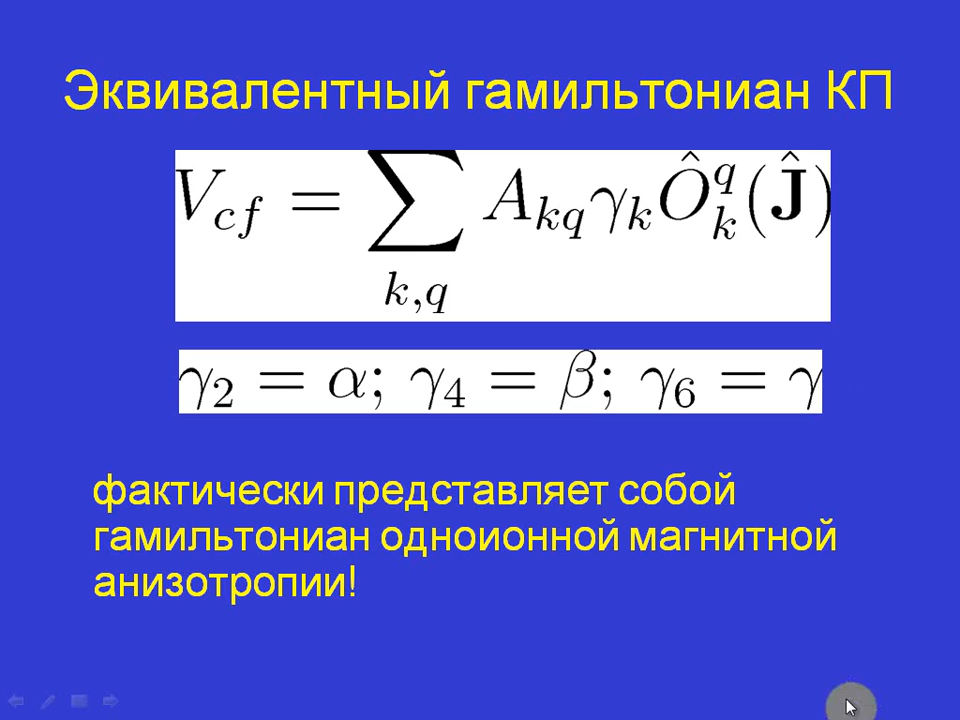 Эквивалентный гамильтониан КП
V_{cf} = \sum_{k,q} A_{kq} \gamma_k \hat{O}_k^q(\hat{\mathbf{J}})
\gamma_2 = \alpha; \gamma_4 = \beta; \gamma_6 = \gamma
фактически представляет собой
гамильтониан одноионной магнитной
анизотропии!